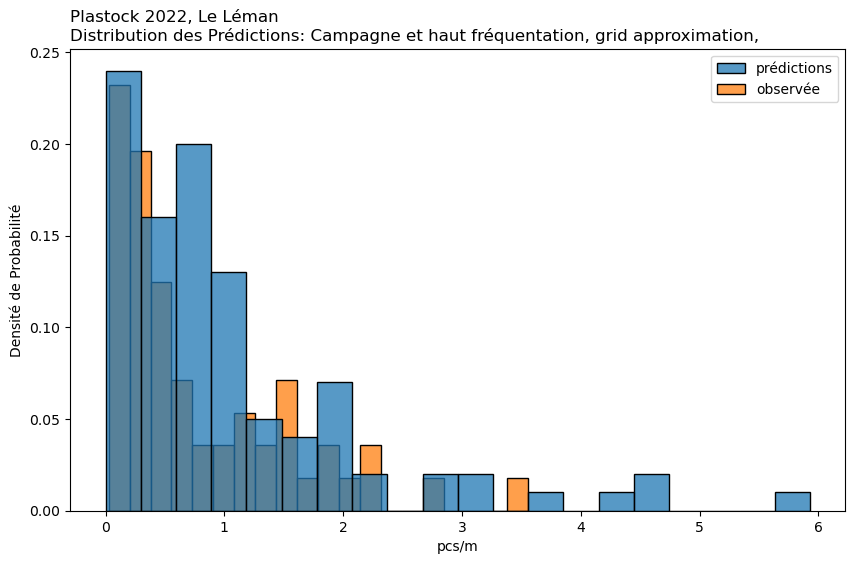 Plastock 2022, Le Léman
Distribution des Prédictions: Campagne et haut fréquentation, grid approximation,
prédictions
observée
Densité de Probabilité
0.25
0.20
0.15
0.10
0.05
0.00
0 1 2 3 4 5 6
pcs/m